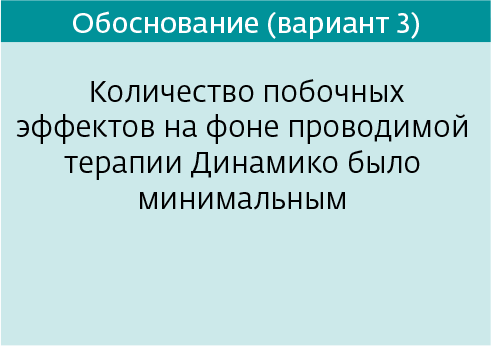 Обоснование (вариант 3)
Количество побочных
эффектов на фоне проводимой
терапии Динамико было
минимальным